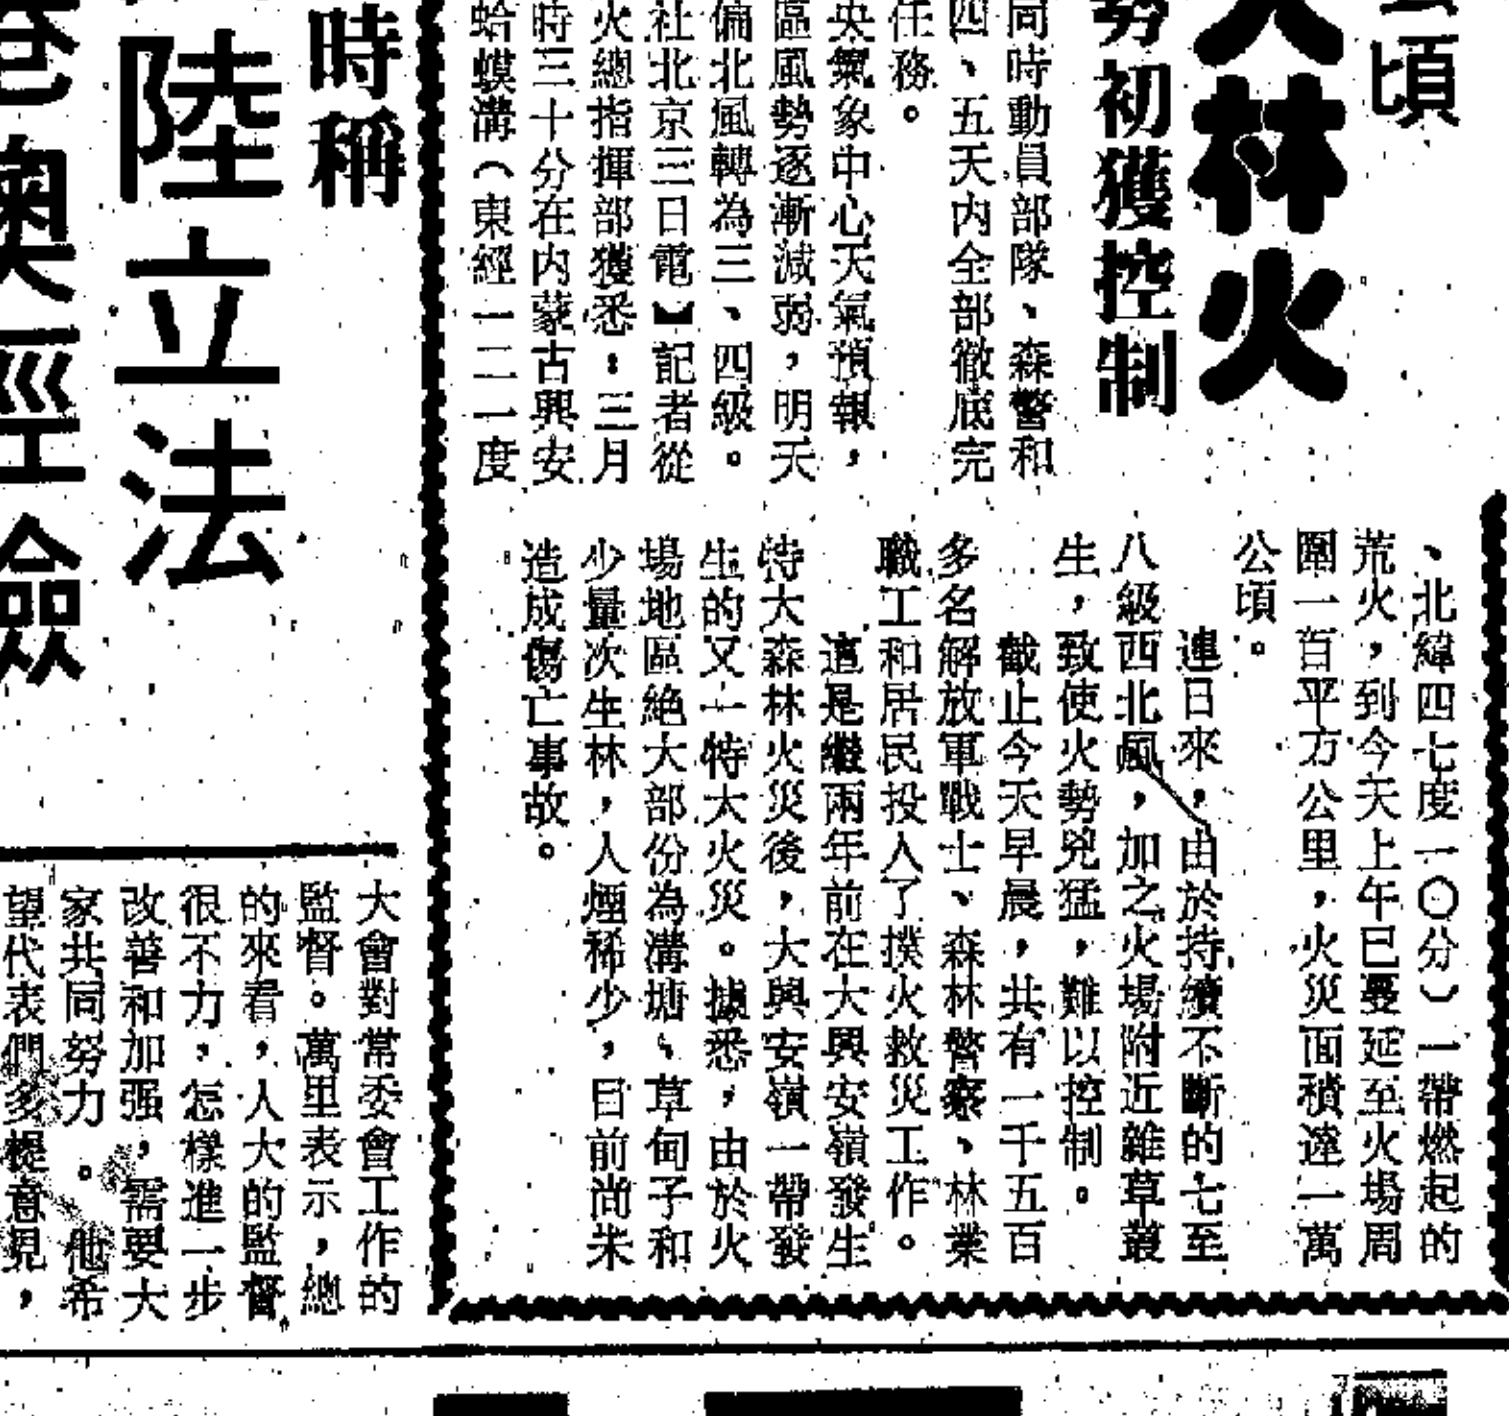 公頃
大林火
勢初獲控制
同時動員部隊、森警和
四、五天內全部徹底完
任務。
央氣象中心天氣預報，
區風勢逐漸減弱，明天
偏北風轉為三、四級。
社北京三日電】記者從
火總指揮部獲悉：三月
時三十分在內蒙古興安
蛤蟆溝（東經一二一度
、北緯四七度一〇分）一帶燃起的
荒火，到今天上午已蔓延至火場周
圍一百平方公里，火災面積達一萬
公頃。
連日來，由於持續不斷的七至
八級西北風，加之火場附近雜草叢
生，致使火勢兇猛，難以控制。
截止今天早晨，共有一千五百
多名解放軍戰士、森林警察、林業
職工和居民投入了撲火救災工作。
這是繼兩年前在大興安嶺發生
特大森林火災後，大興安嶺一帶發
生的又一特大火災。據悉，由於火
場地區絕大部份為溝塘、草甸子和
少量次生林，人煙稀少，目前尚未
造成傷亡事故。
時稱
陸立法
港澳經驗
大會對常委會工作的
監督。萬里表示，總
的來看，人大的監督
很不力，怎樣進一步
改善和加强，需要大
家共同努力。他希
望代表們多提意見，